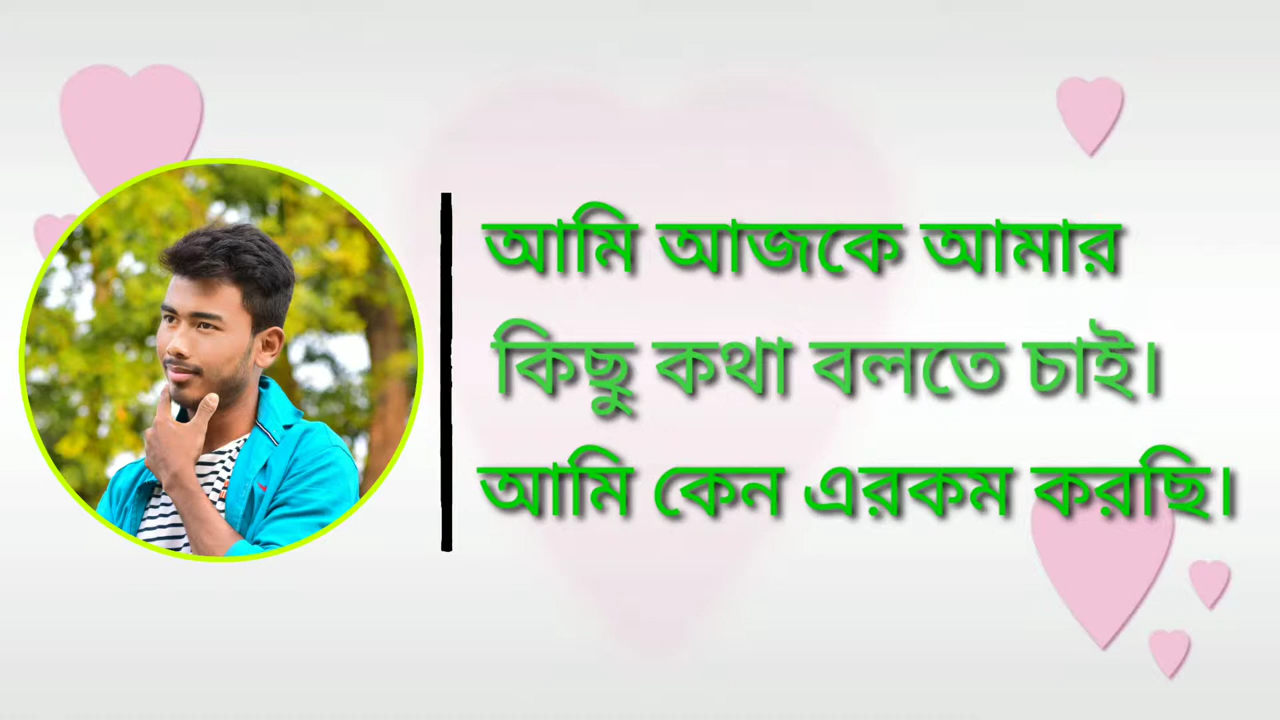 আমি আজকে আমার
কিছু কথা বলতে চাই।
আমি কেন এরকম করছি।